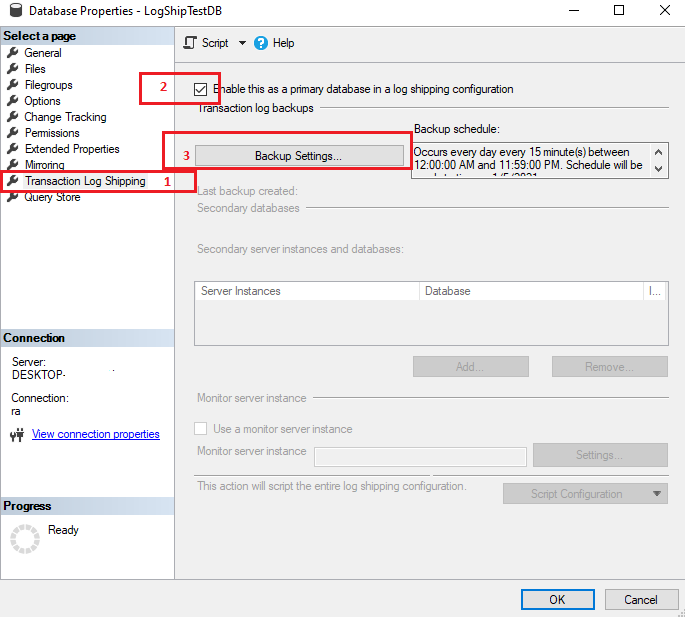 Database Properties - LogShipTestDB
Select a page
General
Files
Filegroups
Options
Change Tracking
Permissions
Extended Properties
Mirroring
Transaction Log Shipping
1
Query Store
Script
Help
2
Enable this as a primary database in a log shipping configuration
Transaction log backups
Backup schedule:
3
Backup Settings...
Occurs every day every 15 minute(s) between
12:00:00 AM and 11:59:00 PM. Schedule will be
Last backup created:
Secondary databases
Secondary server instances and databases:
Server Instances
Database
I...
Add...
Remove...
Monitor server instance
Use a monitor server instance
Monitor server instance
Settings...
This action will script the entire log shipping configuration.
Script Configuration
Connection
Server:
DESKTOP-
Connection:
ra
View connection properties
Progress
Ready
OK
Cancel